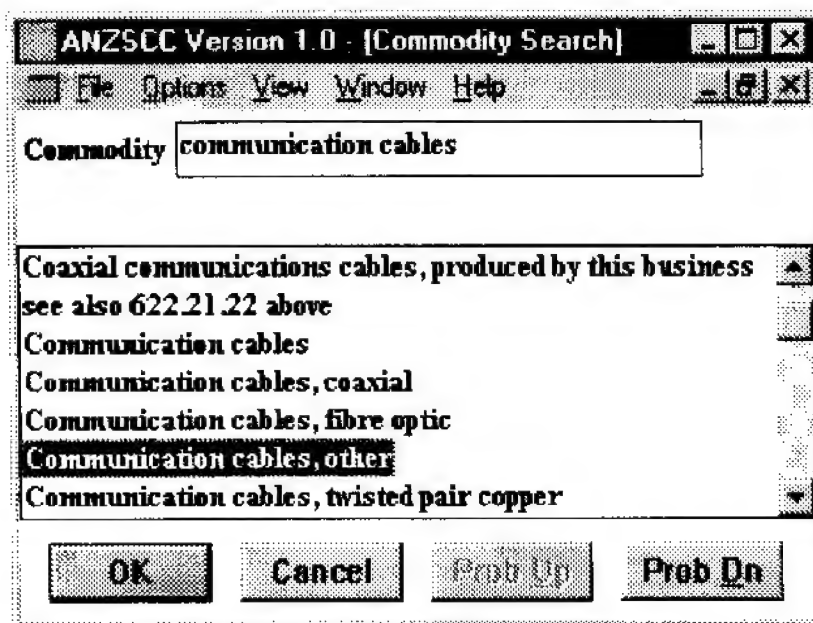 ANZSCC Version 1.0 - [Commodity Search]
File Options View Window Help
Commodity communication cables
Coaxial communications cables, produced by this business
see also 622.21.22 above
Communication cables
Communication cables, coaxial
Communication cables, fibre optic
Communication cables, other
Communication cables, twisted pair copper
OK Cancel Prob Up Prob Dn